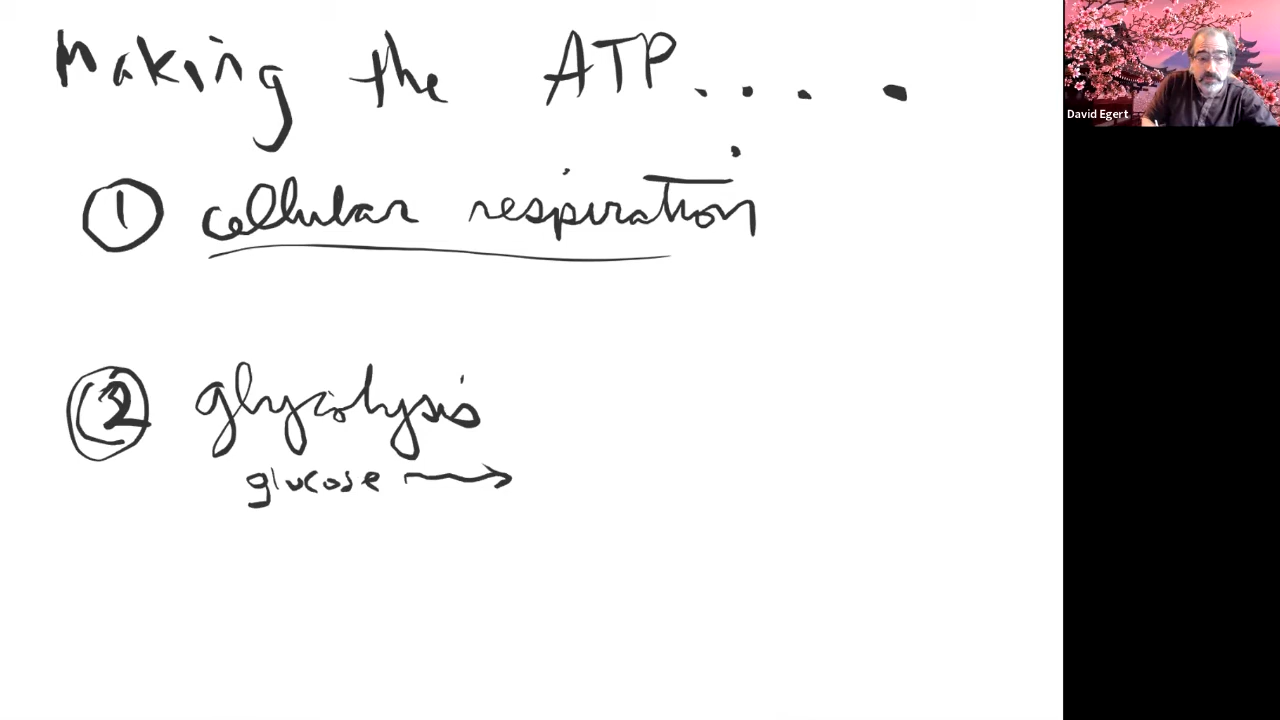 Making the ATP....
① cellular respiration
② glycolysis
glucose →
David Egert